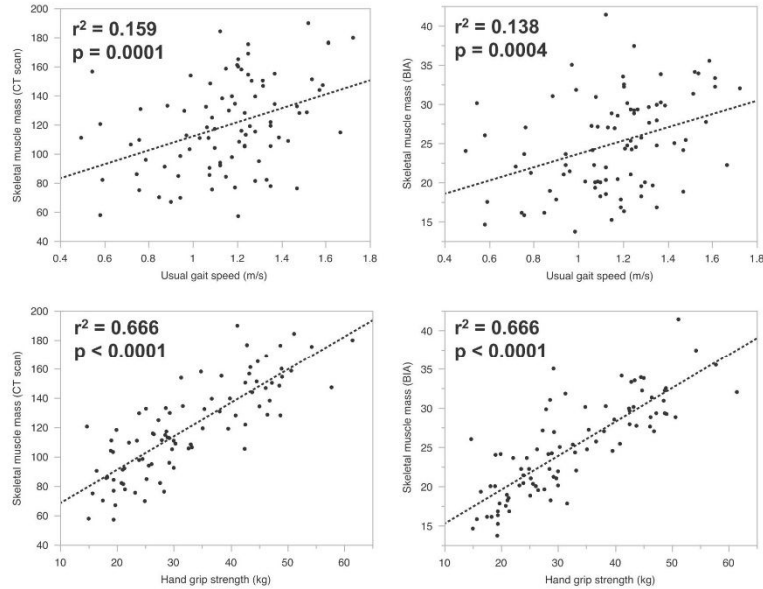 r² = 0.159
p = 0.0001
Skeletal muscle mass (CT scan)
200
180
160
140
120
100
80
60
40
0.4 0.6 0.8 1 1.2 1.4 1.6 1.8
Usual gait speed (m/s)
r² = 0.138
p = 0.0004
Skeletal muscle mass (BIA)
40
35
30
25
20
15
0.4 0.6 0.8 1 1.2 1.4 1.6 1.8
Usual gait speed (m/s)
r² = 0.666
p < 0.0001
Skeletal muscle mass (CT scan)
200
180
160
140
120
100
80
60
40
10 20 30 40 50 60
Hand grip strength (kg)
r² = 0.666
p < 0.0001
Skeletal muscle mass (BIA)
40
35
30
25
20
15
10 20 30 40 50 60
Hand grip strength (kg)